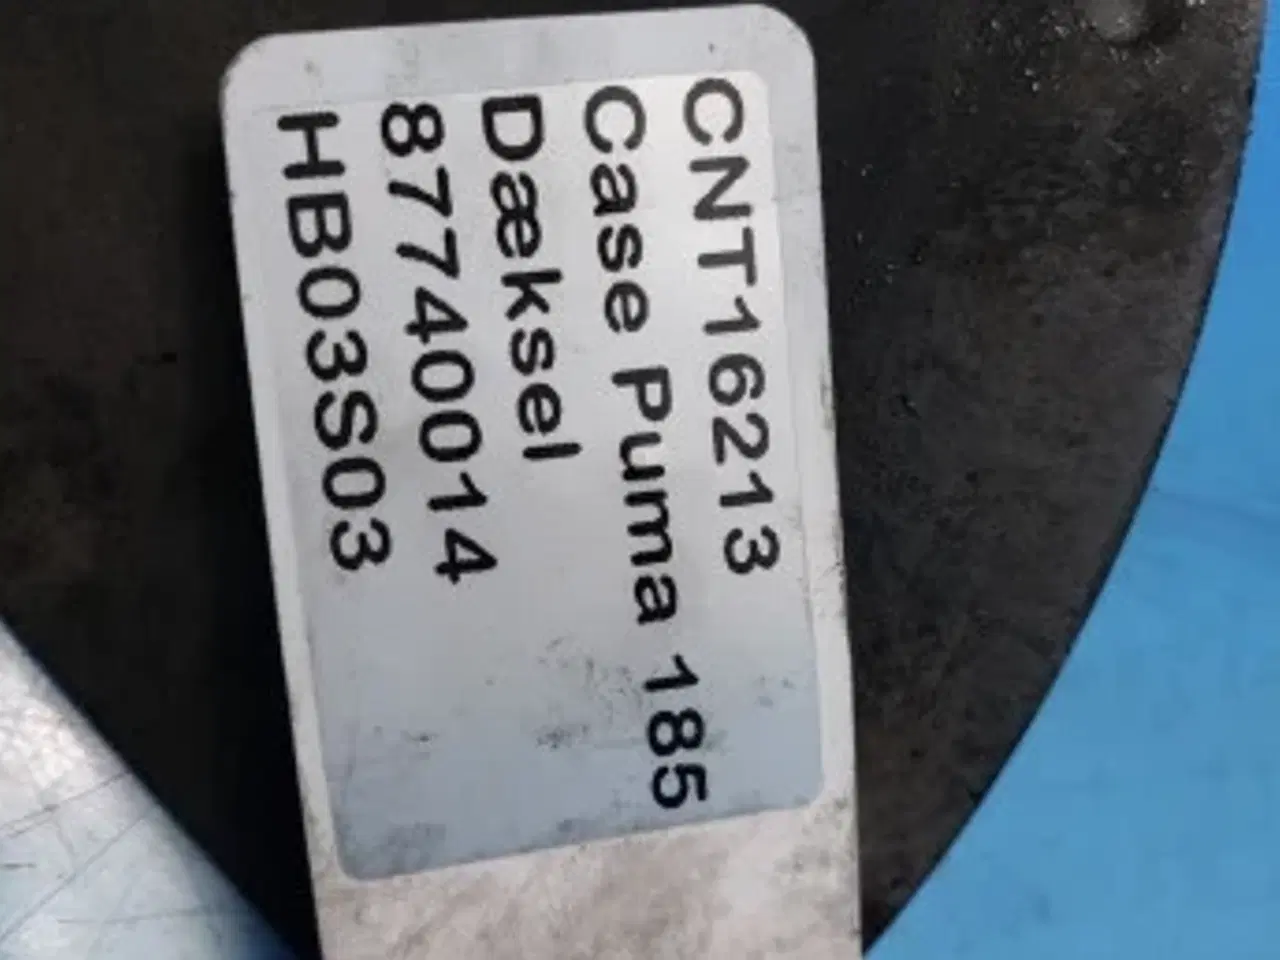 CNT16213
Case Puma 185
Dæksel
87740014
HB03S03